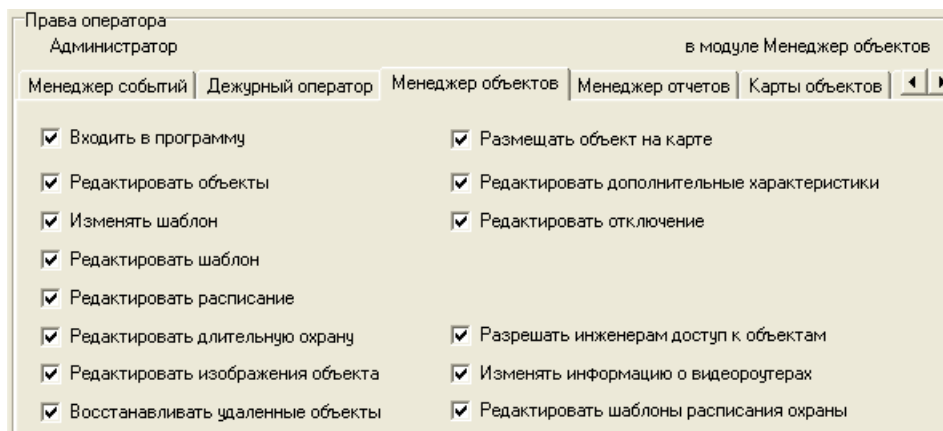 Права оператора
Администратор в модуле Менеджер объектов
Менеджер событий Дежурный оператор Менеджер объектов Менеджер отчетов Карты объектов
Входить в программу Размещать объект на карте
Редактировать объекты Редактировать дополнительные характеристики
Изменять шаблон Редактировать отключение
Редактировать шаблон
Редактировать расписание
Редактировать длительную охрану Разрешать инженерам доступ к объектам
Редактировать изображения объекта Изменять информацию о видеороутерах
Восстанавливать удаленные объекты Редактировать шаблоны расписания охраны